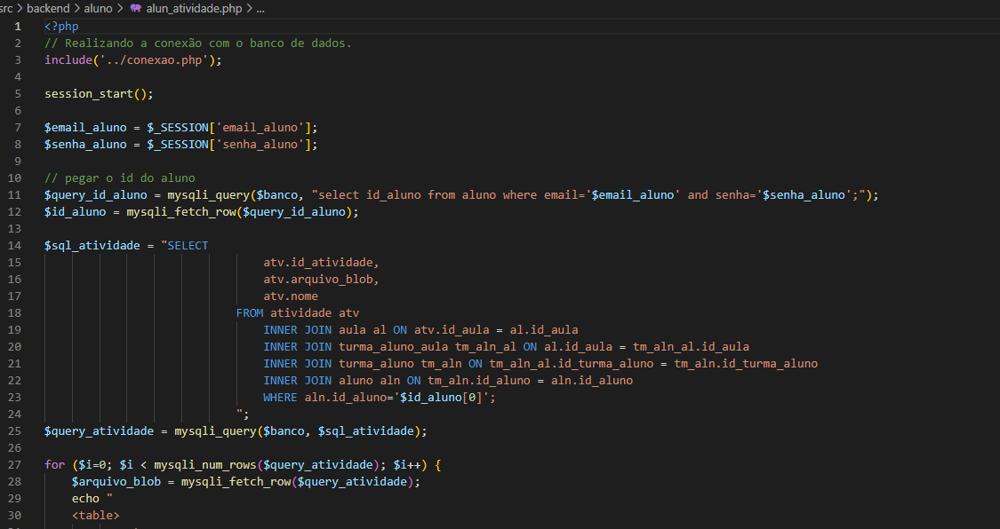 src > backend > aluno > alun_atividade.php > ...
1 <?php
2 // Realizando a conexão com o banco de dados.
3 include('../conexao.php');
4
5 session_start();
6
7 $email_aluno = $_SESSION['email_aluno'];
8 $senha_aluno = $_SESSION['senha_aluno'];
9
10 // pegar o id do aluno
11 $query_id_aluno = mysqli_query($banco, "select id_aluno from aluno where email='$email_aluno' and senha='$senha_aluno';");
12 $id_aluno = mysqli_fetch_row($query_id_aluno);
13
14 $sql_atividade = "SELECT
15 atv.id_atividade,
16 atv.arquivo_blob,
17 atv.nome
18 FROM atividade atv
19 INNER JOIN aula al ON atv.id_aula = al.id_aula
20 INNER JOIN turma_aluno_aula tm_aln_al ON al.id_aula = tm_aln_al.id_aula
21 INNER JOIN turma_aluno tm_aln ON tm_aln_al.id_turma_aluno = tm_aln.id_turma_aluno
22 INNER JOIN aluno aln ON tm_aln.id_aluno = aln.id_aluno
23 WHERE aln.id_aluno='$id_aluno[0]';
24 ";
25 $query_atividade = mysqli_query($banco, $sql_atividade);
26
27 for ($i=0; $i < mysqli_num_rows($query_atividade); $i++) {
28 $arquivo_blob = mysqli_fetch_row($query_atividade);
29 echo "
30 <table>